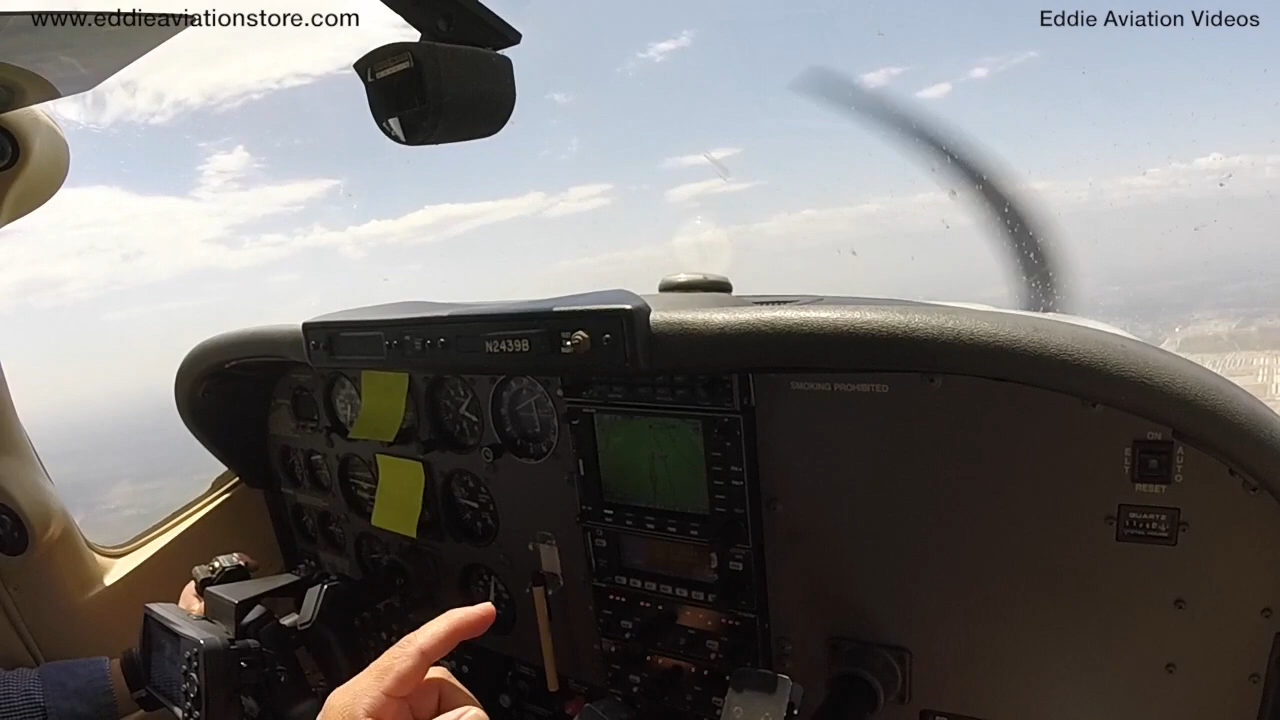 www.eddieaviationstore.com
Eddie Aviation Videos
N2439B
SMOKING PROHIBITED
ON
ELT
AUTO
RESET
QUARTZ